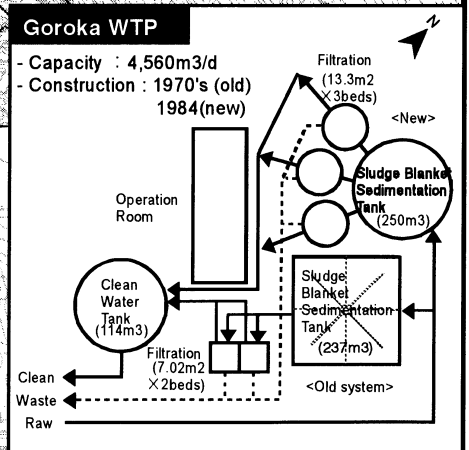 Goroka WTP
- Capacity : 4,560m3/d
- Construction : 1970's (old)
1984(new)
N
Filtration
(13.3m2
×3beds)
<New>
Sludge Blanket
Sedimentation
Tank
(250m3)
Operation
Room
Clean
Water
Tank
(114m3)
Sludge
Blanket
Sedimentation
Tank
(237m3)
Filtration
(7.02m2
×2beds)
<Old system>
Clean
Waste
Raw